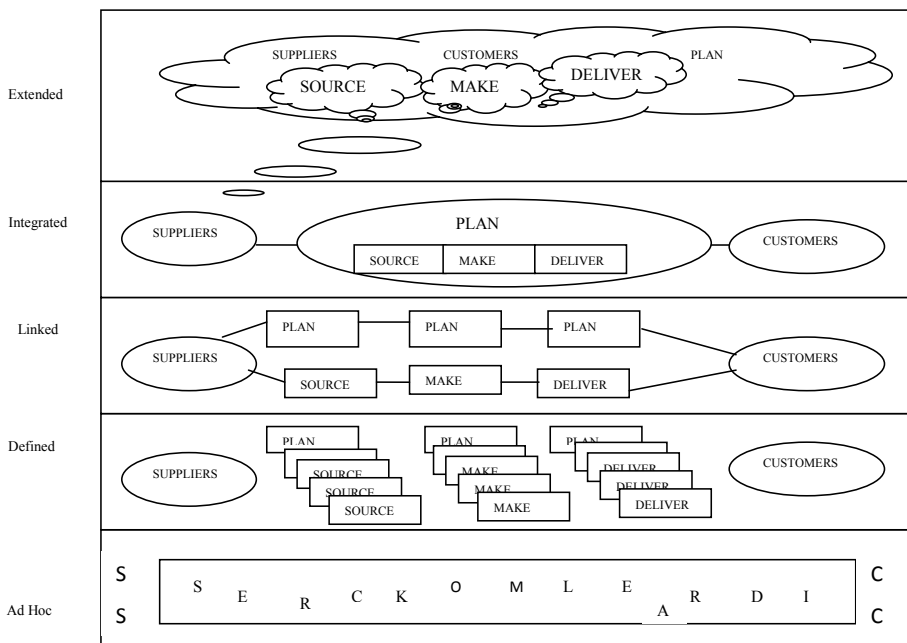 SUPPLIERS CUSTOMERS PLAN
SOURCE MAKE DELIVER
Extended
Integrated
SUPPLIERS
PLAN
SOURCE MAKE DELIVER
CUSTOMERS
Linked
PLAN PLAN PLAN
SUPPLIERS
CUSTOMERS
SOURCE MAKE DELIVER
Defined
PLAN PLAN PLAN
SUPPLIERS
CUSTOMERS
SOURCE MAKE DELIVER
SOURCE MAKE DELIVER
SOURCE MAKE DELIVER
S C
S E R C K O M L E A R D I
Ad Hoc
S C